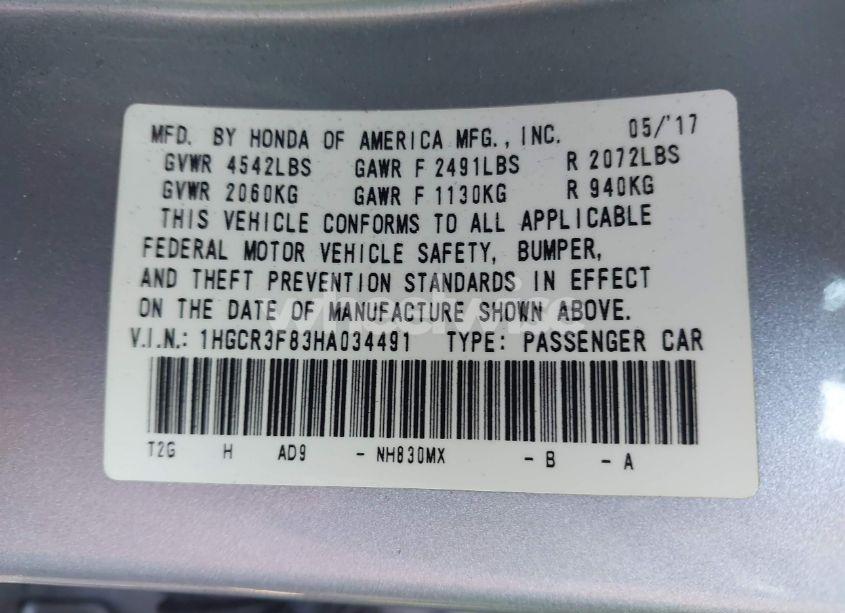 MFD. BY HONDA OF AMERICA MFG., INC. 05/'17
GVWR 4542LBS GAWR F 2491LBS R 2072LBS
GVWR 2060KG GAWR F 1130KG R 940KG
THIS VEHICLE CONFORMS TO ALL APPLICABLE
FEDERAL MOTOR VEHICLE SAFETY, BUMPER,
AND THEFT PREVENTION STANDARDS IN EFFECT
ON THE DATE OF MANUFACTURE SHOWN ABOVE.
V.I.N.: 1HGCR3F83HA034491 TYPE: PASSENGER CAR
T2G H AD9 - NH830MX - B - A